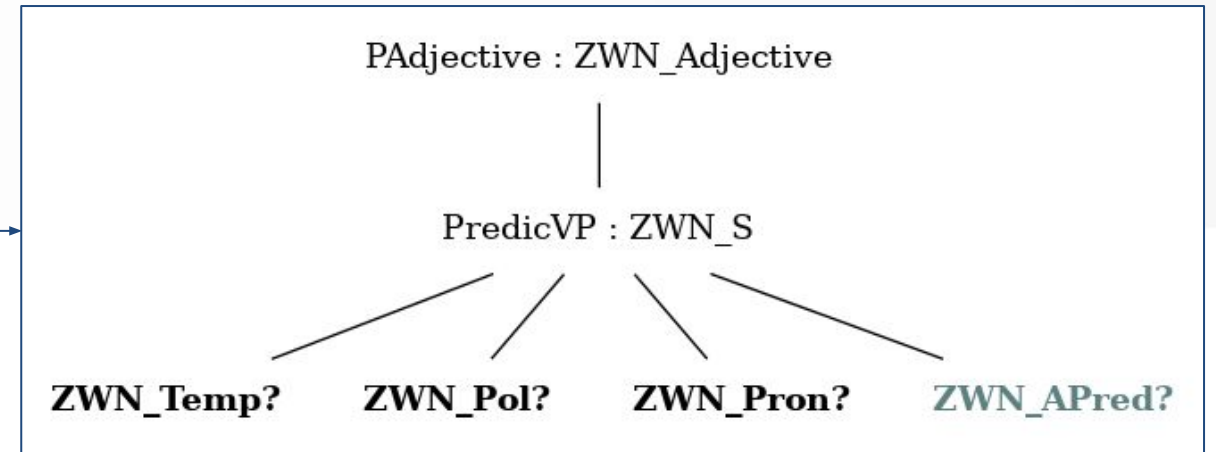 PAdjective : ZWN_Adjective
PredicVP : ZWN_S
ZWN_Temp? ZWN_Pol? ZWN_Pron? ZWN_APred?